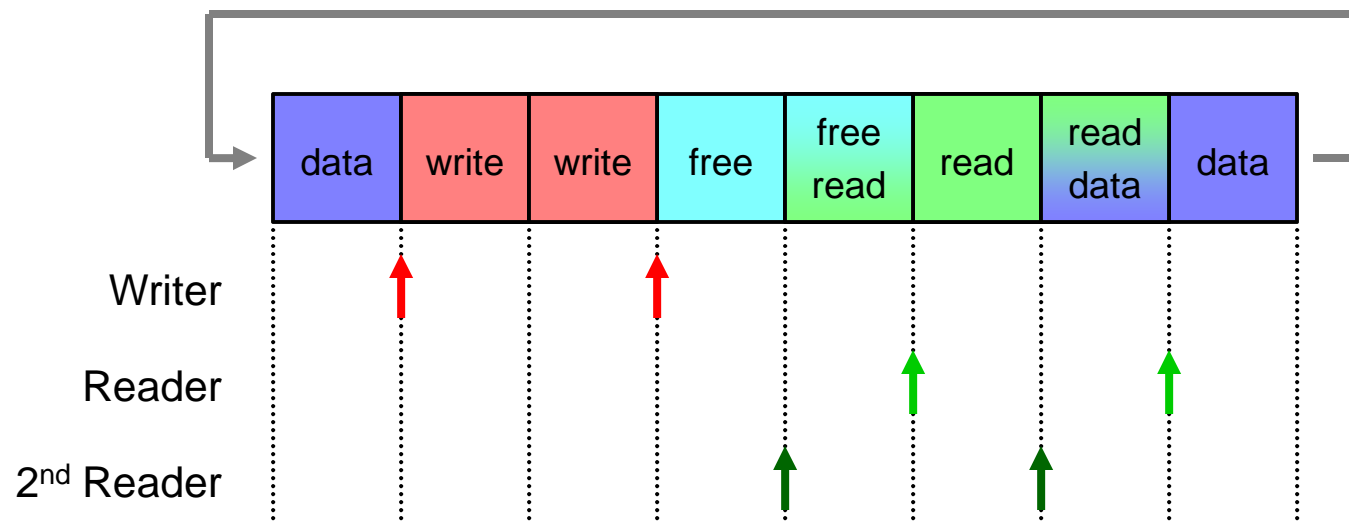 data write write free free read read read data data
Writer
Reader
2nd Reader